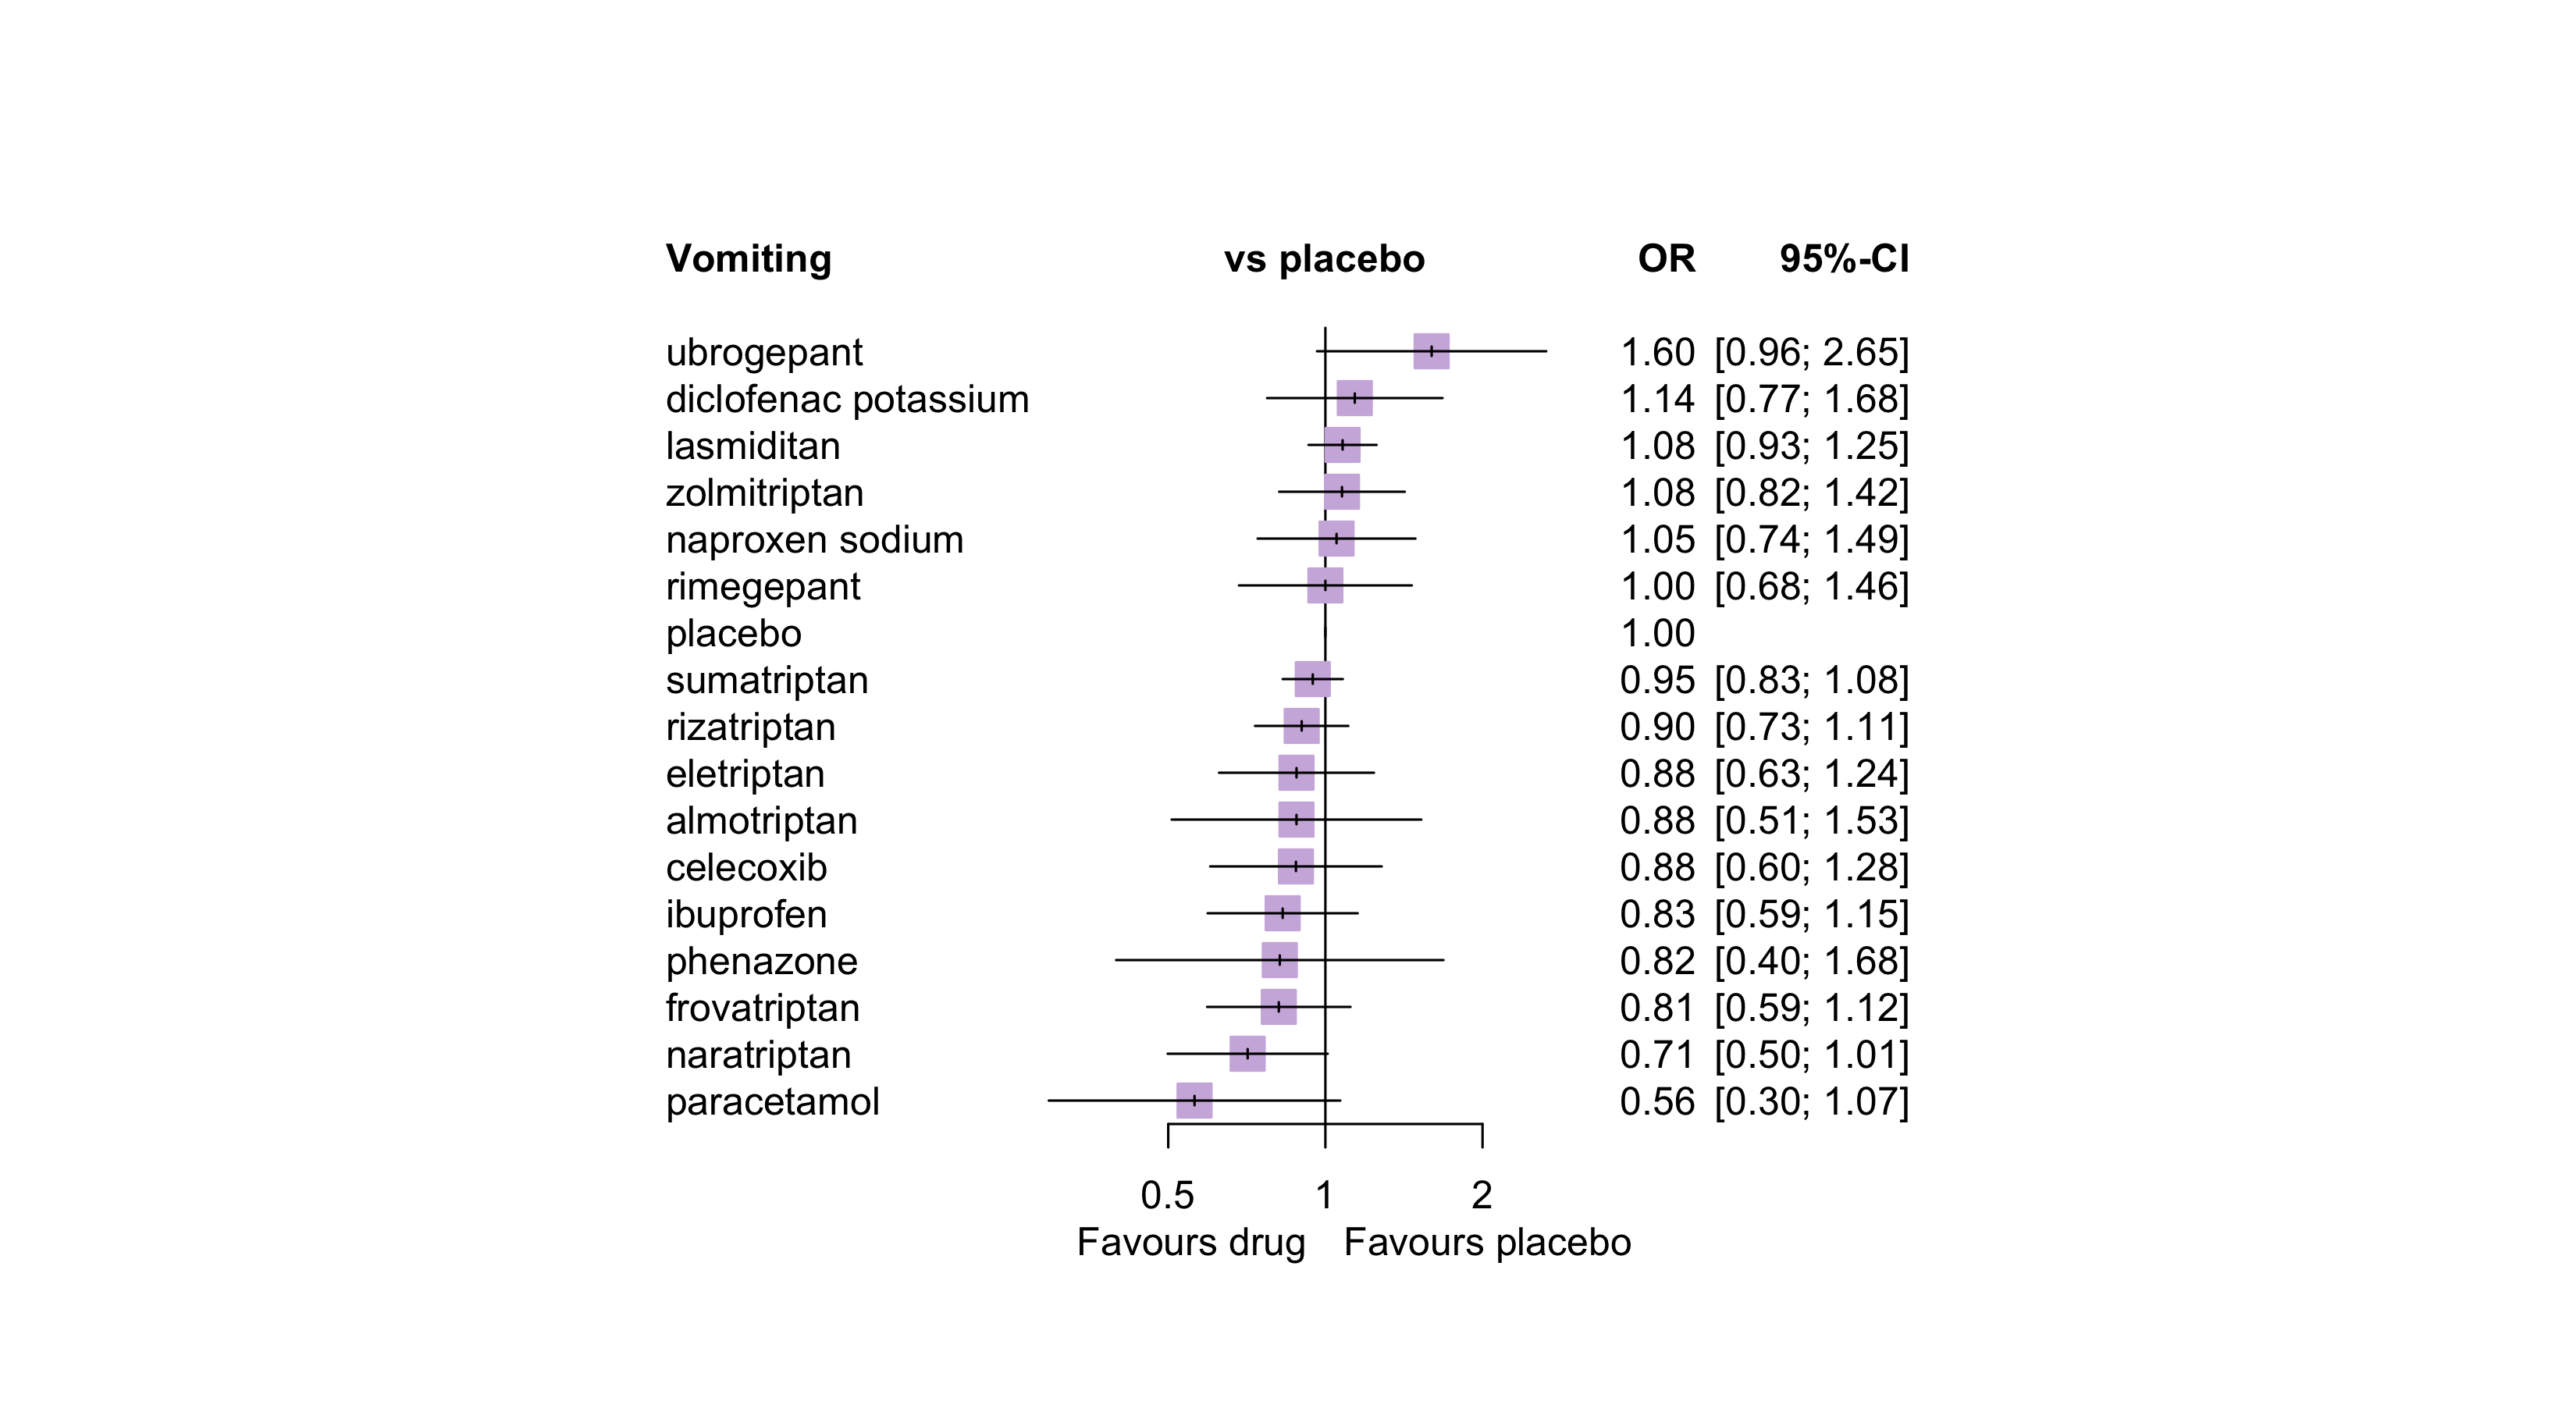 Vomiting vs placebo OR 95%-CI
ubrogepant 1.60 [0.96; 2.65]
diclofenac potassium 1.14 [0.77; 1.68]
lasmiditan 1.08 [0.93; 1.25]
zolmitriptan 1.08 [0.82; 1.42]
naproxen sodium 1.05 [0.74; 1.49]
rimegepant 1.00 [0.68; 1.46]
placebo 1.00
sumatriptan 0.95 [0.83; 1.08]
rizatriptan 0.90 [0.73; 1.11]
eletriptan 0.88 [0.63; 1.24]
almotriptan 0.88 [0.51; 1.53]
celecoxib 0.88 [0.60; 1.28]
ibuprofen 0.83 [0.59; 1.15]
phenazone 0.82 [0.40; 1.68]
frovatriptan 0.81 [0.59; 1.12]
naratriptan 0.71 [0.50; 1.01]
paracetamol 0.56 [0.30; 1.07]
0.5 1 2
Favours drug Favours placebo